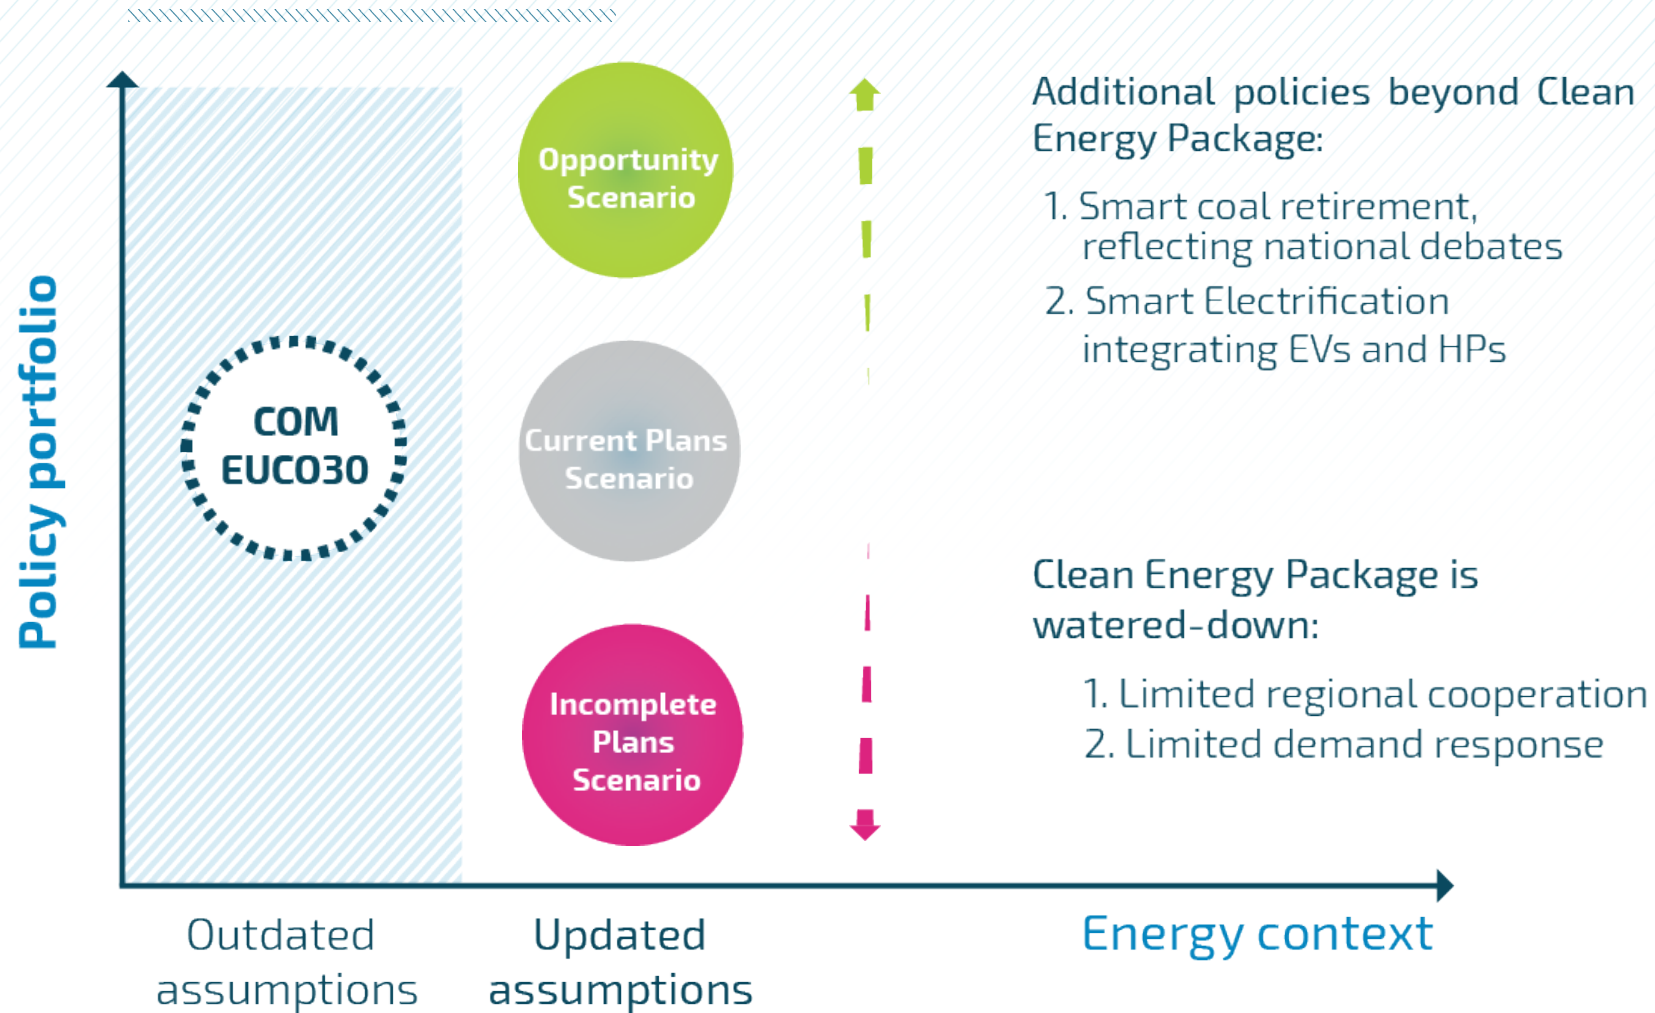 Policy portfolio
COM
EUCO30
Opportunity
Scenario
Current Plans
Scenario
Incomplete
Plans
Scenario
Additional policies beyond Clean
Energy Package:
1. Smart coal retirement,
reflecting national debates
2. Smart Electrification
integrating EVs and HPs
Clean Energy Package is
watered-down:
1. Limited regional cooperation
2. Limited demand response
Outdated
assumptions
Updated
assumptions
Energy context